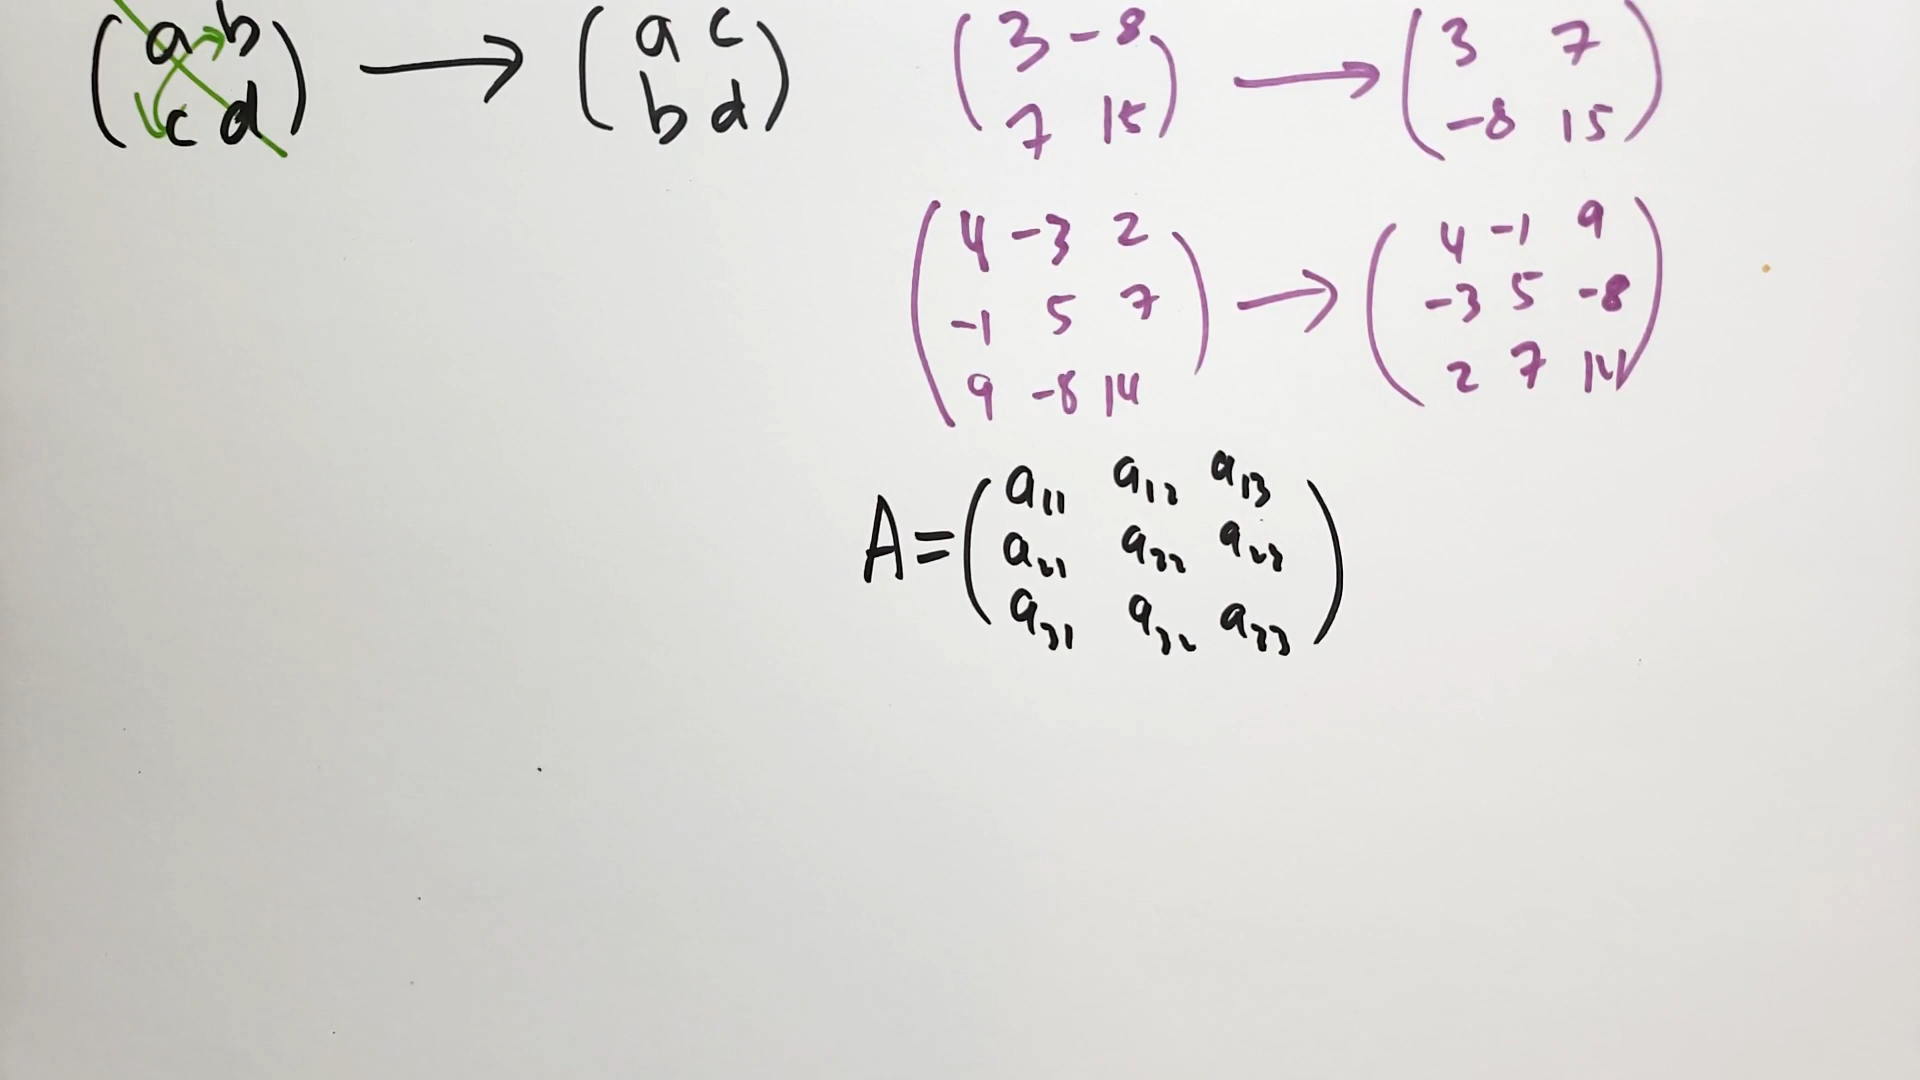 (a b) → (a c)
(c d) (b d)
(3 -8) → (3 7)
(7 15) (-8 15)
(4 -3 2) → (4 -1 9)
(-1 5 7) (-3 5 -8)
(9 -8 14) (2 7 14)
a₁₁ a₁₂ a₁₃
A = (a₂₁ a₂₂ a₂₃)
a₃₁ a₃₂ a₃₃